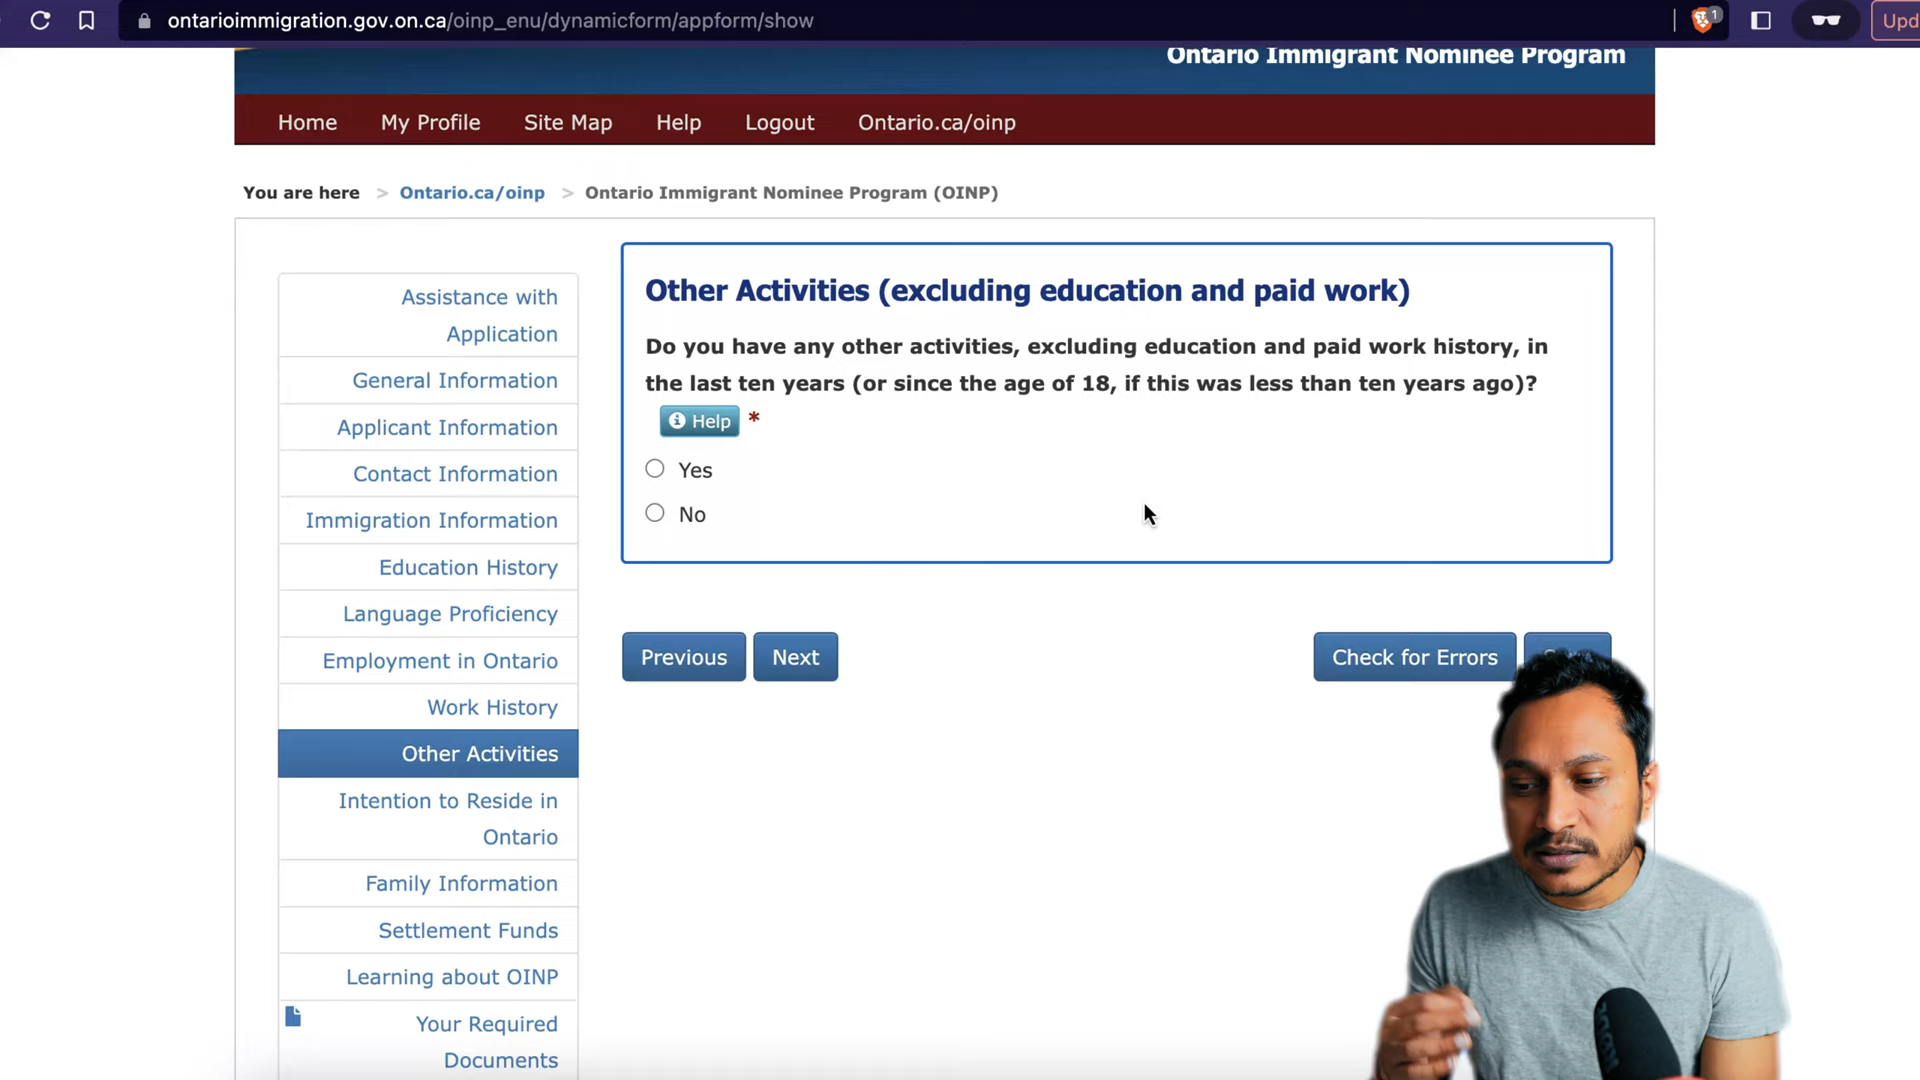 ontarioimmigration.gov.on.ca/oinp_enu/dynamicform/appform/show
1
Upd
Ontario Immigrant Nominee Program
Home My Profile Site Map Help Logout Ontario.ca/oinp
You are here > Ontario.ca/oinp > Ontario Immigrant Nominee Program (OINP)
Assistance with
Application
General Information
Applicant Information
Contact Information
Immigration Information
Education History
Language Proficiency
Employment in Ontario
Work History
Other Activities
Intention to Reside in
Ontario
Family Information
Settlement Funds
Learning about OINP
Your Required
Documents
Other Activities (excluding education and paid work)
Do you have any other activities, excluding education and paid work history, in
the last ten years (or since the age of 18, if this was less than ten years ago)?
Help *
Yes
No
Previous Next Check for Errors